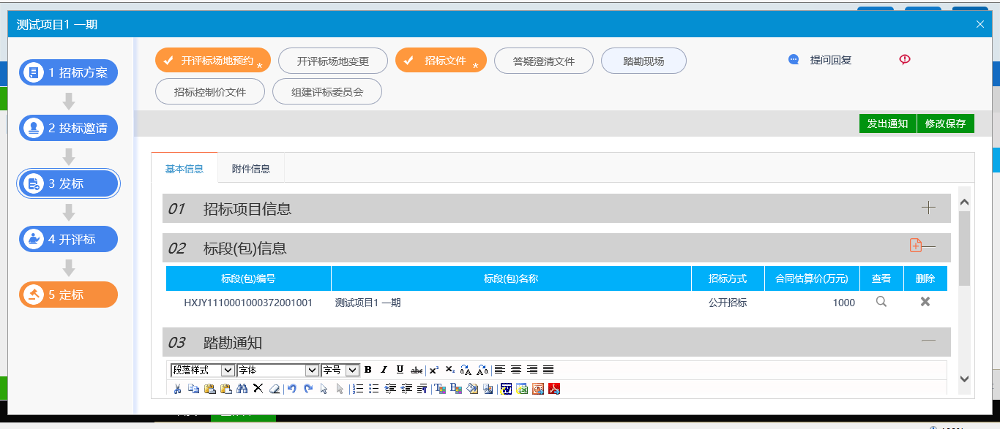 测试项目1 一期
1 招标方案
2 投标邀请
3 发标
4 开评标
5 定标
开评标场地预约 *
开评标场地变更
招标文件 *
答疑澄清文件
踏勘现场
提问回复
招标控制价文件
组建评标委员会
发出通知
修改保存
基本信息
附件信息
01 招标项目信息
02 标段(包)信息
标段(包)编号 标段(包)名称 招标方式 合同估算价(万元) 查看 删除
HXJY1110001000372001001 测试项目1 一期 公开招标 1000
03 踏勘通知
段落样式 字体 字号 B I U abc